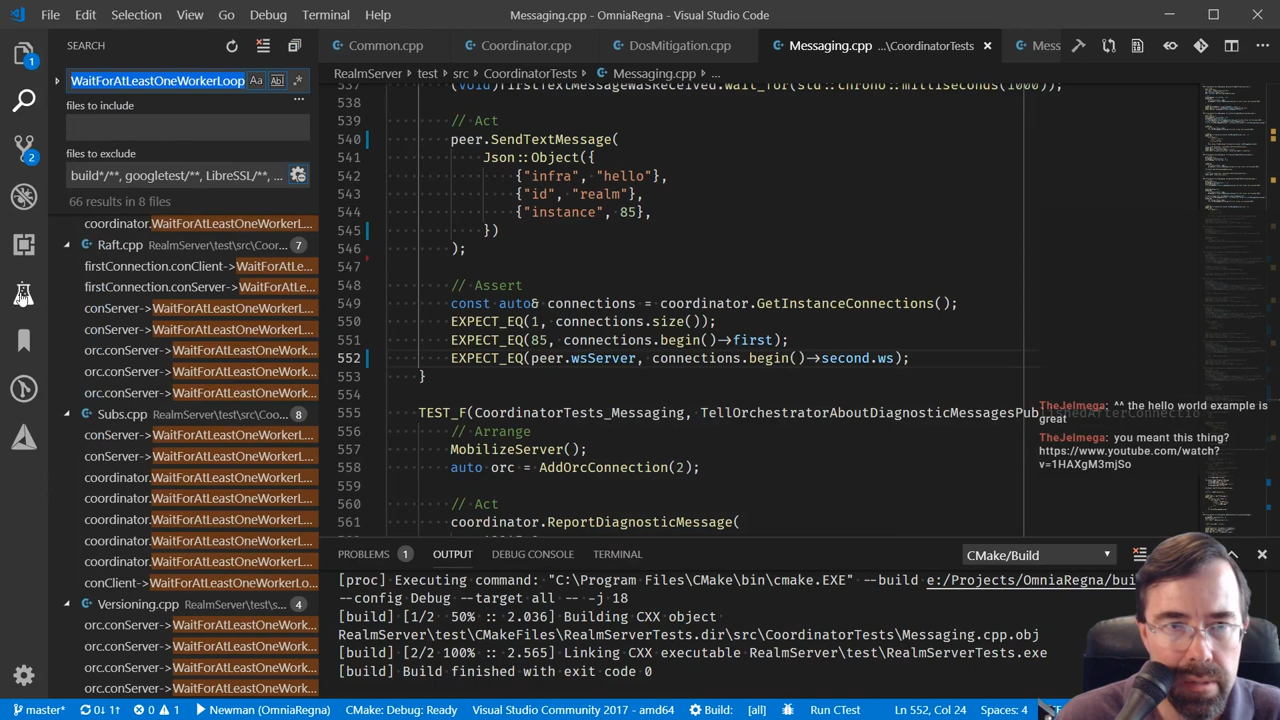 File Edit Selection View Go Debug Terminal Help
Messaging.cpp - OmniaRegna - Visual Studio Code
SEARCH
WaitForAtLeastOneWorkerLoop
files to include
files to exclude
build*/**, googletest/**, LibreSSL/**, ...
66 results in 8 files
coordinator.WaitForAtLeastOneWorkerL...
Raft.cpp RealmServer\test\src\Coor... 7
firstConnection.conClient->WaitForAtLe...
firstConnection.conServer->WaitForAtL...
conServer->WaitForAtLeastOneWorkerL...
conServer->WaitForAtLeastOneWorkerL...
orc.conServer->WaitForAtLeastOneWork...
orc.conServer->WaitForAtLeastOneWork...
orc.conServer->WaitForAtLeastOneWork...
Subs.cpp RealmServer\test\src\Coo... 8
conServer->WaitForAtLeastOneWorkerL...
conServer->WaitForAtLeastOneWorkerL...
coordinator.WaitForAtLeastOneWorkerL...
coordinator.WaitForAtLeastOneWorkerL...
coordinator.WaitForAtLeastOneWorkerL...
coordinator.WaitForAtLeastOneWorkerL...
coordinator.WaitForAtLeastOneWorkerL...
conClient->WaitForAtLeastOneWorkerLo...
Versioning.cpp RealmServer\test\s... 4
orc.conServer->WaitForAtLeastOneWork...
orc.conServer->WaitForAtLeastOneWork...
orc.conServer->WaitForAtLeastOneWork...
orc.conServer->WaitForAtLeastOneWork...
Common.cpp Coordinator.cpp DosMitigation.cpp Messaging.cpp ...\CoordinatorTests Mess
RealmServer > test > src > CoordinatorTests > Messaging.cpp > ...
537 (void)firstTextMessageWasReceived.wait_for(std::chrono::milliseconds(1000));
538
539 // Act
540 peer.SendTextMessage(
541 Json::Object({
542 {"infra", "hello"},
543 {"id", "realm"},
544 {"instance", 85},
545 })
546 );
547
548 // Assert
549 const auto& connections = coordinator.GetInstanceConnections();
550 EXPECT_EQ(1, connections.size());
551 EXPECT_EQ(85, connections.begin()->first);
552 EXPECT_EQ(peer.wsServer, connections.begin()->second.ws);
553 }
554
555 TEST_F(CoordinatorTests_Messaging, TellOrchestratorAboutDiagnosticMessagesPublishedAfterConnectio
556 // Arrange
557 MobilizeServer();
558 auto orc = AddOrcConnection(2);
559
560 // Act
561 coordinator.ReportDiagnosticMessage(
TheJelmega: ^^ the hello world example is
great
TheJelmega: you meant this thing?
https://www.youtube.com/watch?
v=1HAXgM3mjSo
PROBLEMS 1 OUTPUT DEBUG CONSOLE TERMINAL
CMake/Build
[proc] Executing command: "C:\Program Files\CMake\bin\cmake.EXE" --build e:/Projects/OmniaRegna/bui
--config Debug --target all -- -j 18
[build] [1/2 50% :: 2.036] Building CXX object
RealmServer\test\CMakeFiles\RealmServerTests.dir\src\CoordinatorTests\Messaging.cpp.obj
[build] [2/2 100% :: 2.565] Linking CXX executable RealmServer\test\RealmServerTests.exe
[build] Build finished with exit code 0
master* 0↓ 1↑ 0 1 Newman (OmniaRegna) CMake: Debug: Ready Visual Studio Community 2017 - amd64 Build: [all] Run CTest Ln 552, Col 24 Spaces: 4